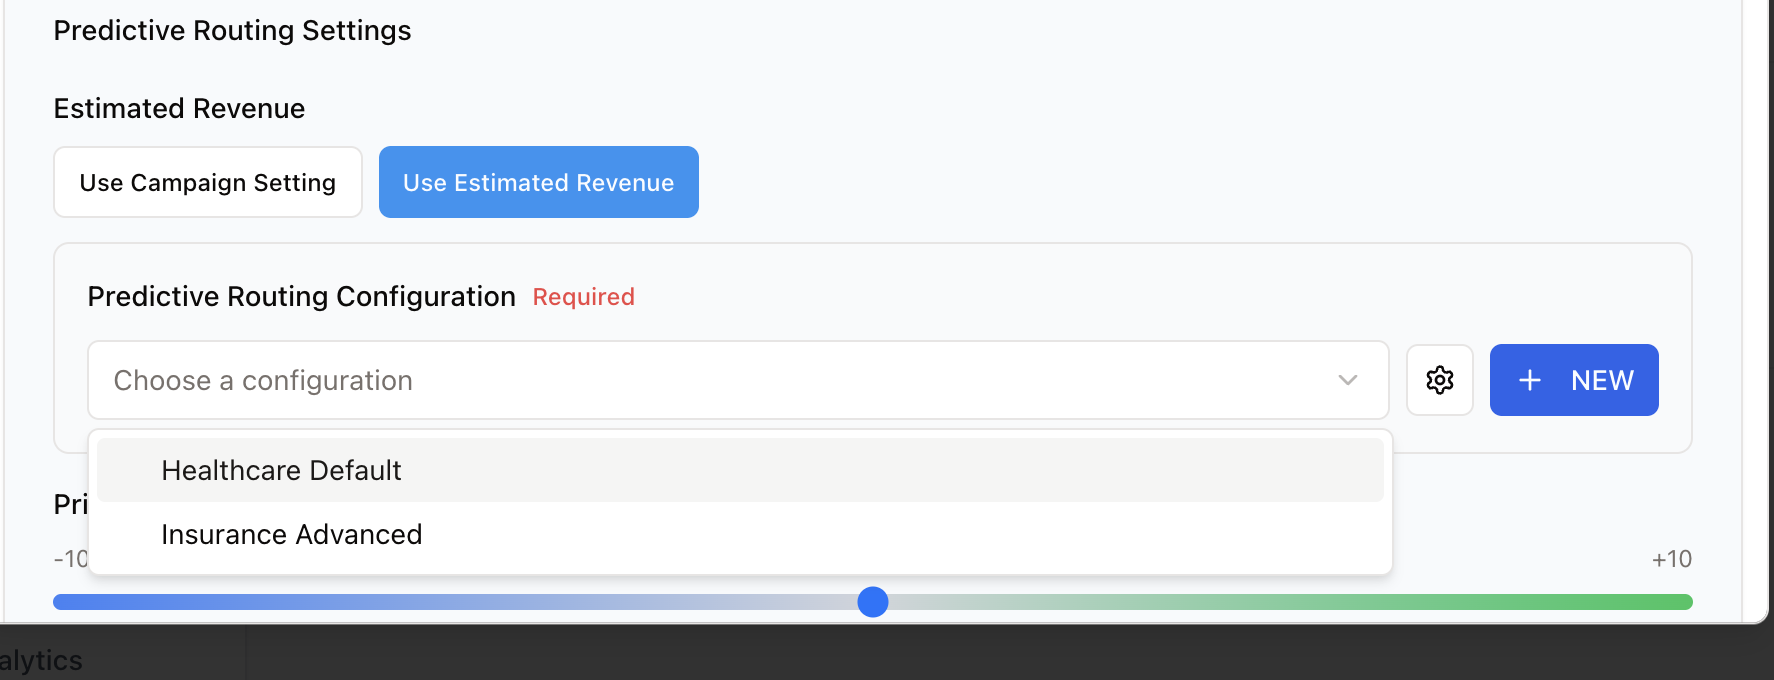 Predictive Routing Settings
Estimated Revenue
Use Campaign Setting
Use Estimated Revenue
Predictive Routing Configuration Required
Choose a configuration
NEW
Healthcare Default
Insurance Advanced
Pri
-10
+10
alytics